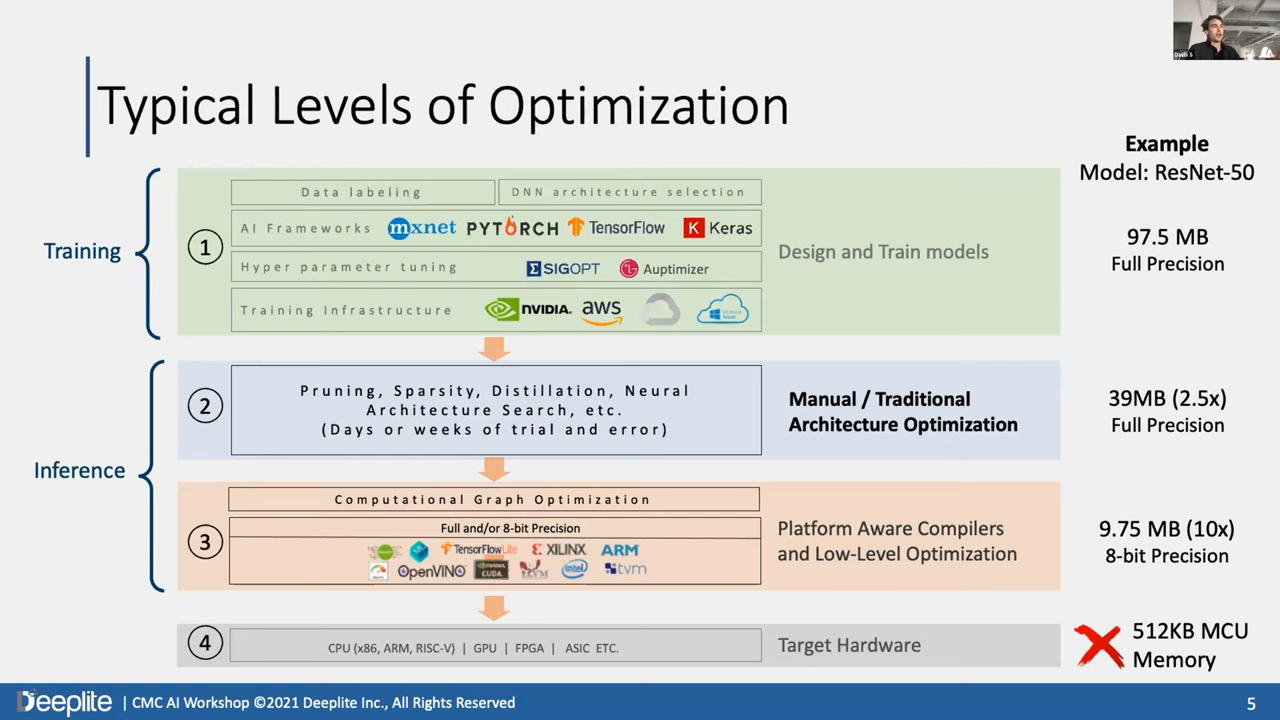 Davis S
Typical Levels of Optimization
Example
Model: ResNet-50
Training
1
Data labeling
DNN architecture selection
AI Frameworks mxnet PYTORCH TensorFlow K Keras
Hyper parameter tuning SIGOPT Auptimizer
Training Infrastructure NVIDIA. aws Microsoft Azure
Design and Train models
97.5 MB
Full Precision
Inference
2
Pruning, Sparsity, Distillation, Neural
Architecture Search, etc.
(Days or weeks of trial and error)
Manual / Traditional
Architecture Optimization
39MB (2.5x)
Full Precision
3
Computational Graph Optimization
Full and/or 8-bit Precision
TensorFlow Lite XILINX ARM
OpenVINO NVIDIA CUDA LLVM intel tvm
Platform Aware Compilers
and Low-Level Optimization
9.75 MB (10x)
8-bit Precision
4
CPU (x86, ARM, RISC-V) | GPU | FPGA | ASIC ETC.
Target Hardware
512KB MCU
Memory
Deeplite | CMC AI Workshop ©2021 Deeplite Inc., All Rights Reserved
5